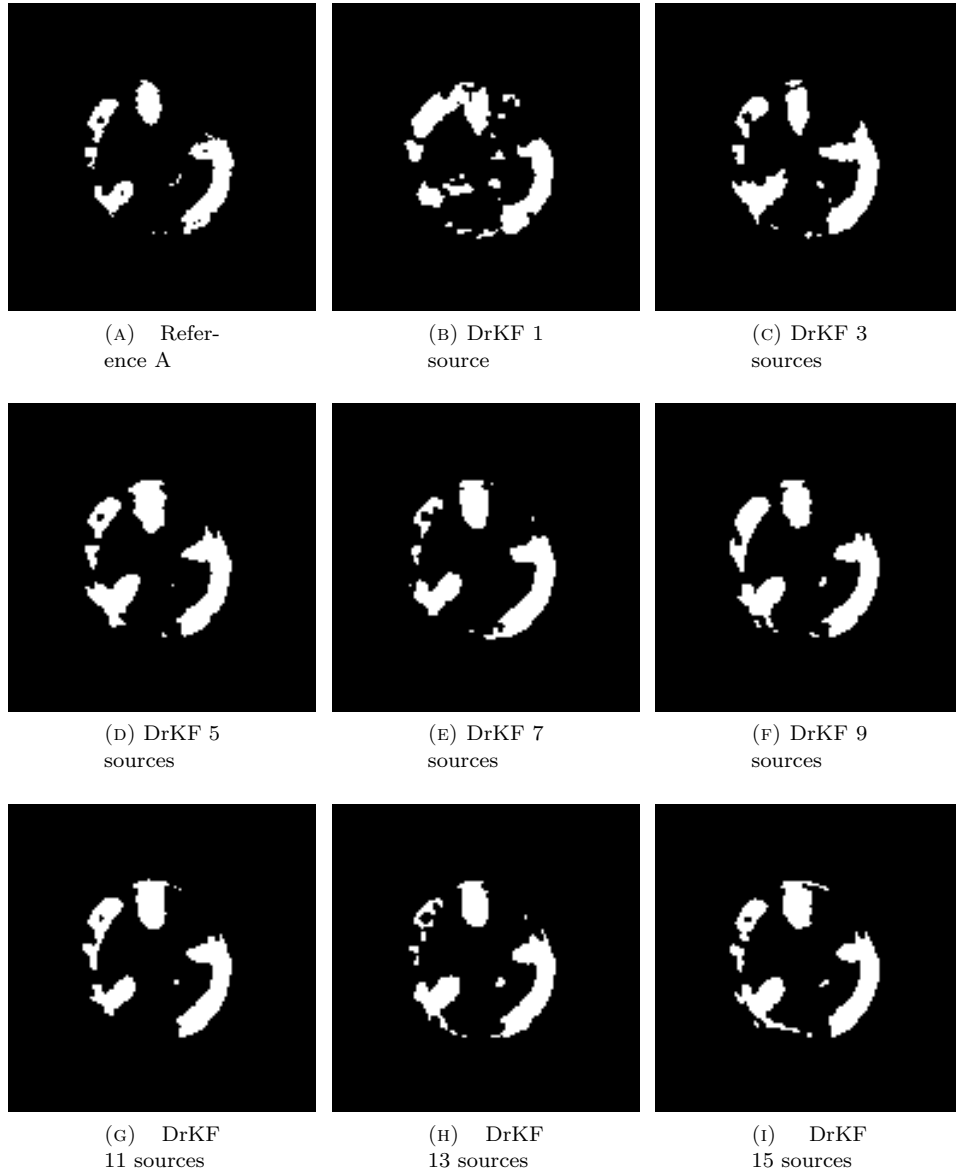 (A) Refer-
ence A
(B) DrKF 1
source
(C) DrKF 3
sources
(D) DrKF 5
sources
(E) DrKF 7
sources
(F) DrKF 9
sources
(G) DrKF
11 sources
(H) DrKF
13 sources
(I) DrKF
15 sources